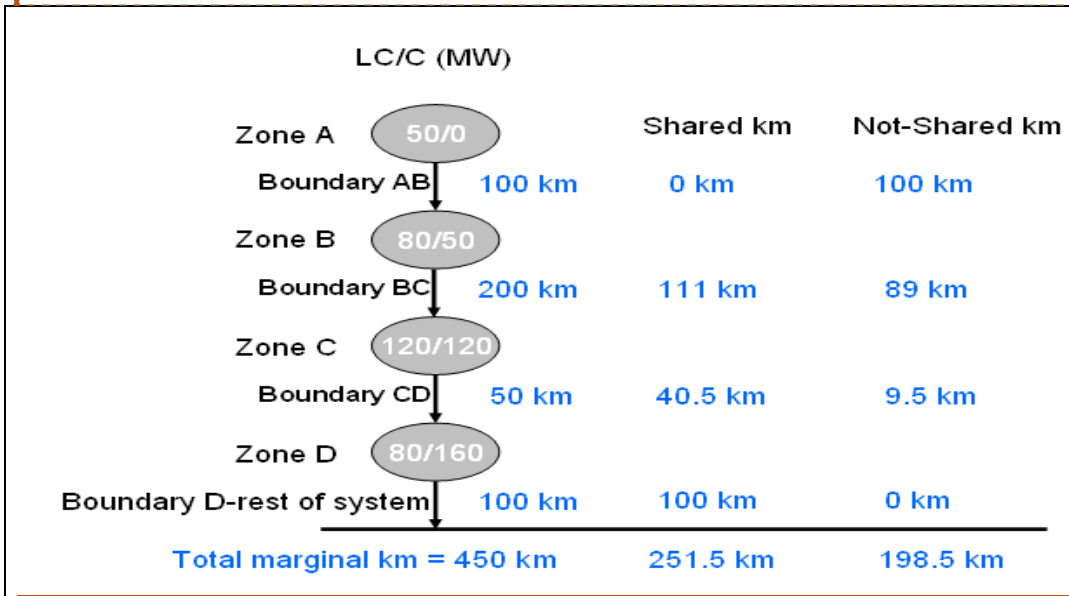 LC/C (MW)
Shared km Not-Shared km
Zone A 50/0
Boundary AB 100 km 0 km 100 km
Zone B 80/50
Boundary BC 200 km 111 km 89 km
Zone C 120/120
Boundary CD 50 km 40.5 km 9.5 km
Zone D 80/160
Boundary D-rest of system 100 km 100 km 0 km
Total marginal km = 450 km 251.5 km 198.5 km